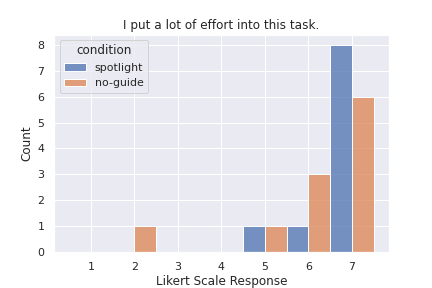 I put a lot of effort into this task.
condition
spotlight
no-guide
Count
8
7
6
5
4
3
2
1
0
1 2 3 4 5 6 7
Likert Scale Response